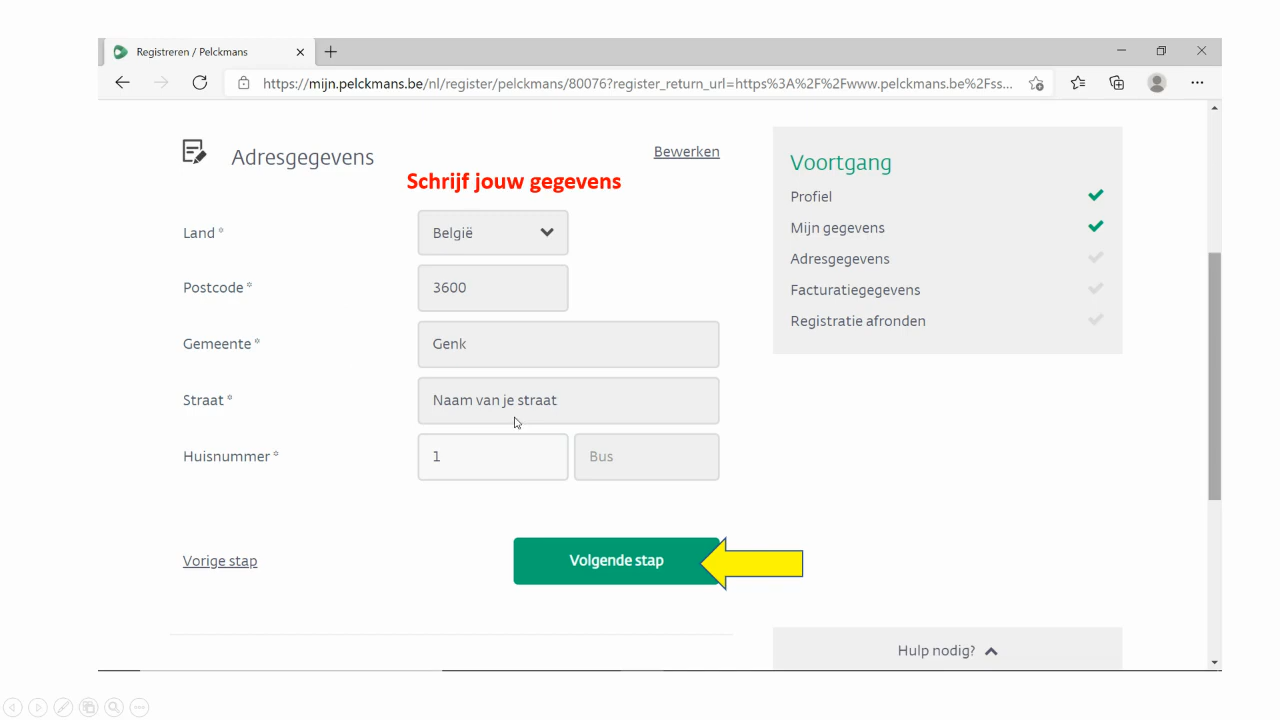 Registreren / Pelckmans
https://mijn.pelckmans.be/nl/register/pelckmans/80076?register_return_url=https%3A%2F%2Fwww.pelckmans.be%2Fss...
Adresgegevens
Bewerken
Schrijf jouw gegevens
Land *
België
Postcode *
3600
Gemeente *
Genk
Straat *
Naam van je straat
Huisnummer *
1
Bus
Vorige stap
Volgende stap
Voortgang
Profiel
Mijn gegevens
Adresgegevens
Facturatiegegevens
Registratie afronden
Hulp nodig?